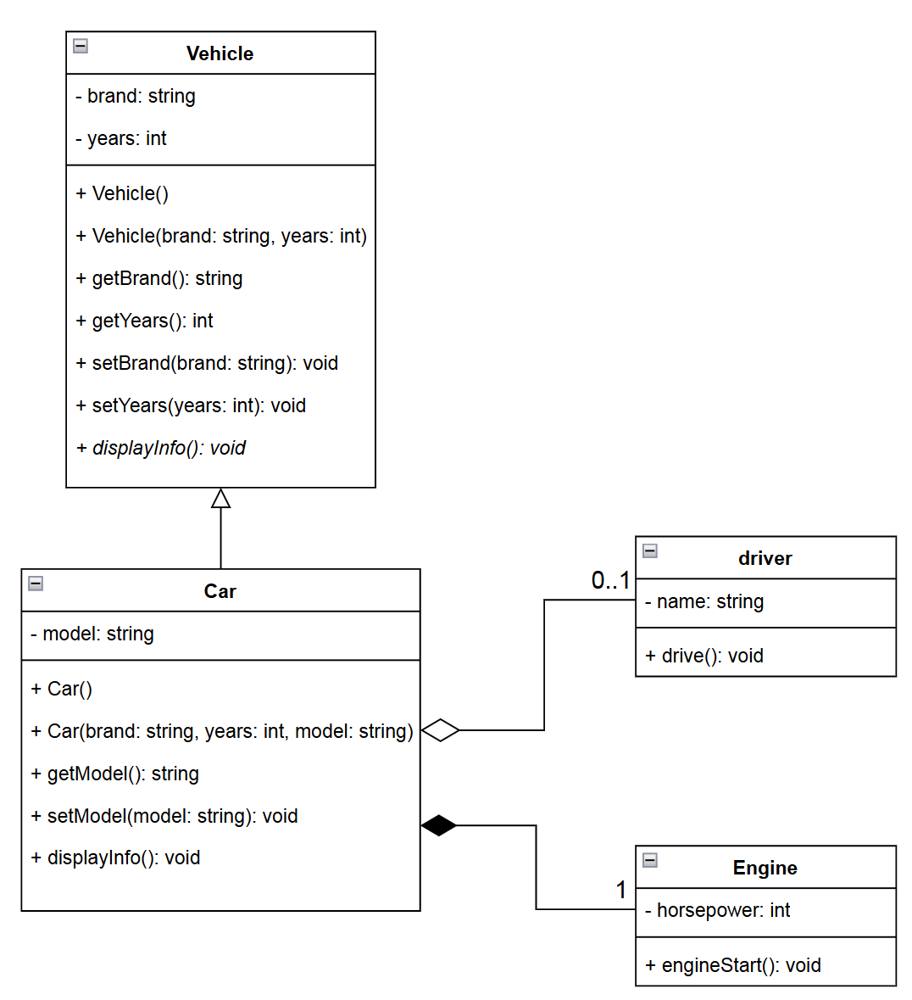 Vehicle
- brand: string
- years: int
+ Vehicle()
+ Vehicle(brand: string, years: int)
+ getBrand(): string
+ getYears(): int
+ setBrand(brand: string): void
+ setYears(years: int): void
+ displayInfo(): void
Car
- model: string
+ Car()
+ Car(brand: string, years: int, model: string)
+ getModel(): string
+ setModel(model: string): void
+ displayInfo(): void
0..1
driver
- name: string
+ drive(): void
1
Engine
- horsepower: int
+ engineStart(): void